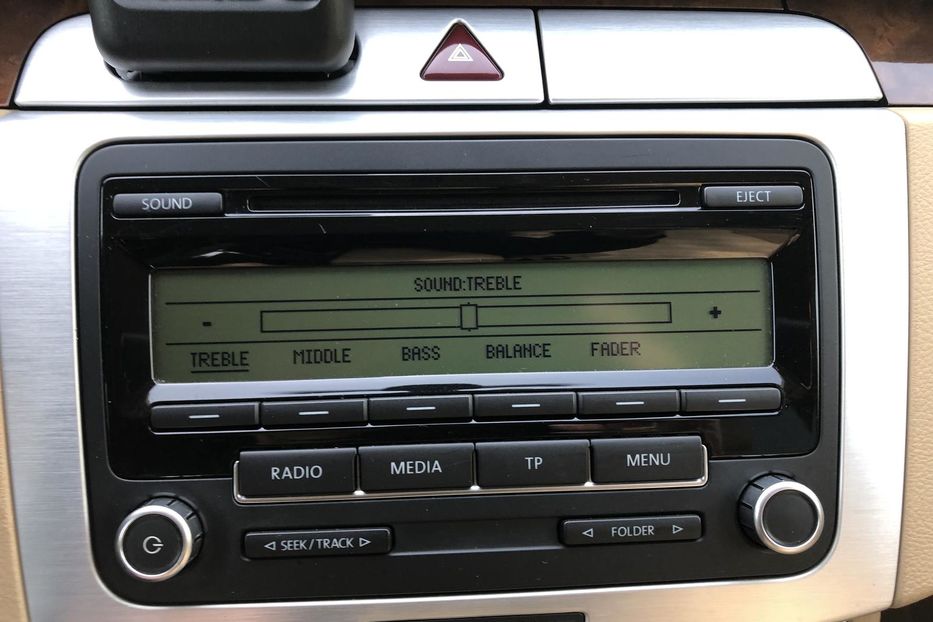 SOUND
EJECT
SOUND:TREBLE
- +
TREBLE MIDDLE BASS BALANCE FADER
RADIO MEDIA TP MENU
SEEK/TRACK
FOLDER